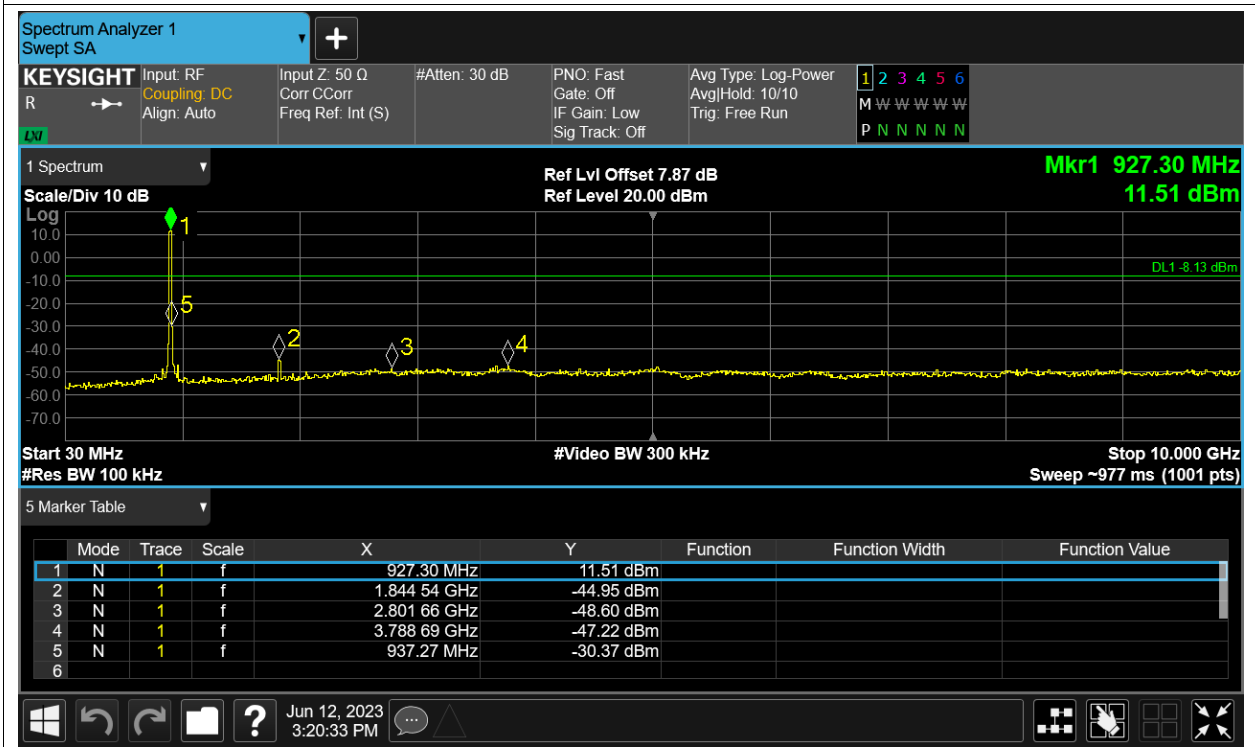 Spectrum Analyzer 1
Swept SA
KEYSIGHT Input: RF Input Z: 50 Ω #Atten: 30 dB PNO: Fast Avg Type: Log-Power 1 2 3 4 5 6
R Coupling: DC Corr CCorr Gate: Off Avg|Hold: 10/10 M W W W W W
Align: Auto Freq Ref: Int (S) IF Gain: Low Trig: Free Run
LXI Sig Track: Off P N N N N N
1 Spectrum Ref Lvl Offset 7.87 dB Mkr1 927.30 MHz
Scale/Div 10 dB Ref Level 20.00 dBm 11.51 dBm
Log
1
10.0
0.00
DL1 -8.13 dBm
-10.0
-20.0
5
-30.0
2
3
4
-40.0
-50.0
-60.0
-70.0
Start 30 MHz #Video BW 300 kHz Stop 10.000 GHz
#Res BW 100 kHz Sweep ~977 ms (1001 pts)
5 Marker Table
Mode Trace Scale X Y Function Function Width Function Value
1 N 1 f 927.30 MHz 11.51 dBm
2 N 1 f 1.844 54 GHz -44.95 dBm
3 N 1 f 2.801 66 GHz -48.60 dBm
4 N 1 f 3.788 69 GHz -47.22 dBm
5 N 1 f 937.27 MHz -30.37 dBm
6
? Jun 12, 2023
3:20:33 PM